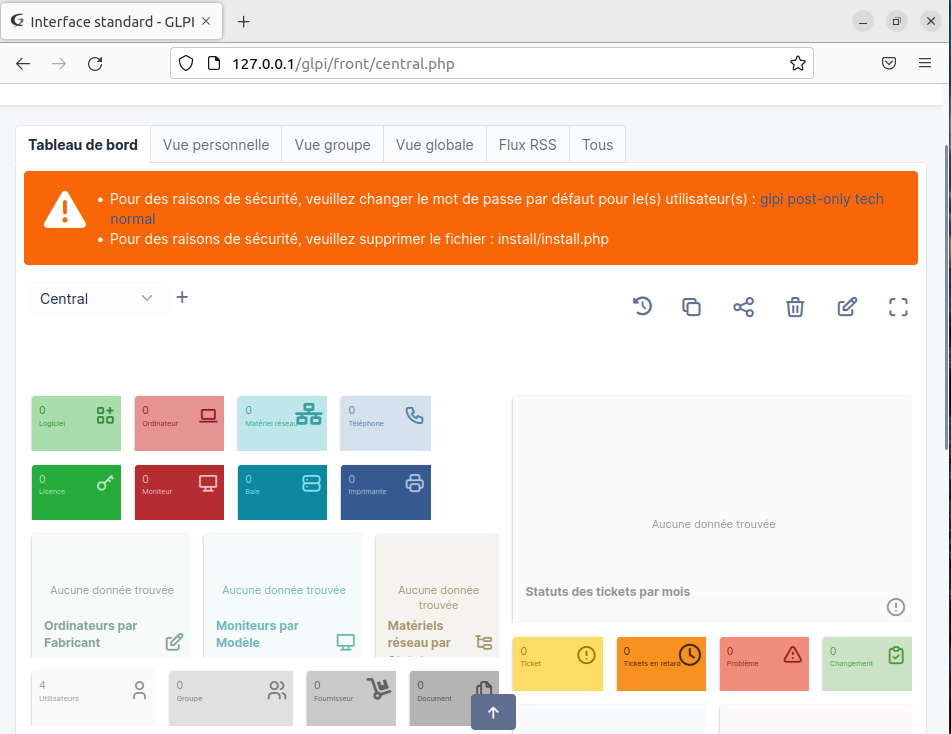 Interface standard - GLPI
127.0.0.1/glpi/front/central.php
Tableau de bord
Vue personnelle
Vue groupe
Vue globale
Flux RSS
Tous
• Pour des raisons de sécurité, veuillez changer le mot de passe par défaut pour le(s) utilisateur(s) : glpi post-only tech
normal
• Pour des raisons de sécurité, veuillez supprimer le fichier : install/install.php
Central
0
Logiciel
0
Ordinateur
0
Matériel réseau
0
Téléphone
0
Licence
0
Moniteur
0
Baie
0
Imprimante
Aucune donnée trouvée
Statuts des tickets par mois
Aucune donnée trouvée
Ordinateurs par
Fabricant
Aucune donnée trouvée
Moniteurs par
Modèle
Aucune donnée
trouvée
Matériels
réseau par
0
Ticket
0
Tickets en retard
0
Problème
0
Changement
4
Utilisateurs
0
Groupe
0
Fournisseur
0
Document